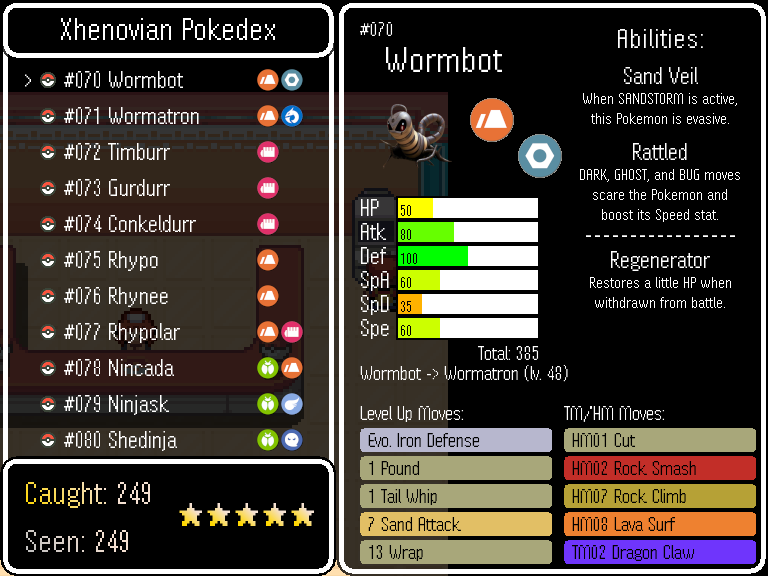 Xhenovian Pokedex
> #070 Wormbot
#071 Wormatron
#072 Timburr
#073 Gurdurr
#074 Conkeldurr
#075 Rhypo
#076 Rhynee
#077 Rhypolar
#078 Nincada
#079 Ninjask
#080 Shedinja
Caught: 249
Seen: 249
#070
Wormbot
HP 50
Atk 80
Def 100
SpA 60
SpD 35
Spe 60
Total: 385
Wormbot -> Wormatron (lv. 48)
Abilities:
Sand Veil
When SANDSTORM is active,
this Pokemon is evasive.
Rattled
DARK, GHOST, and BUG moves
scare the Pokemon and
boost its Speed stat.
Regenerator
Restores a little HP when
withdrawn from battle.
Level Up Moves:
Evo. Iron Defense
1 Pound
1 Tail Whip
7 Sand Attack
13 Wrap
TM/HM Moves:
HM01 Cut
HM02 Rock Smash
HM07 Rock Climb
HM08 Lava Surf
TM02 Dragon Claw